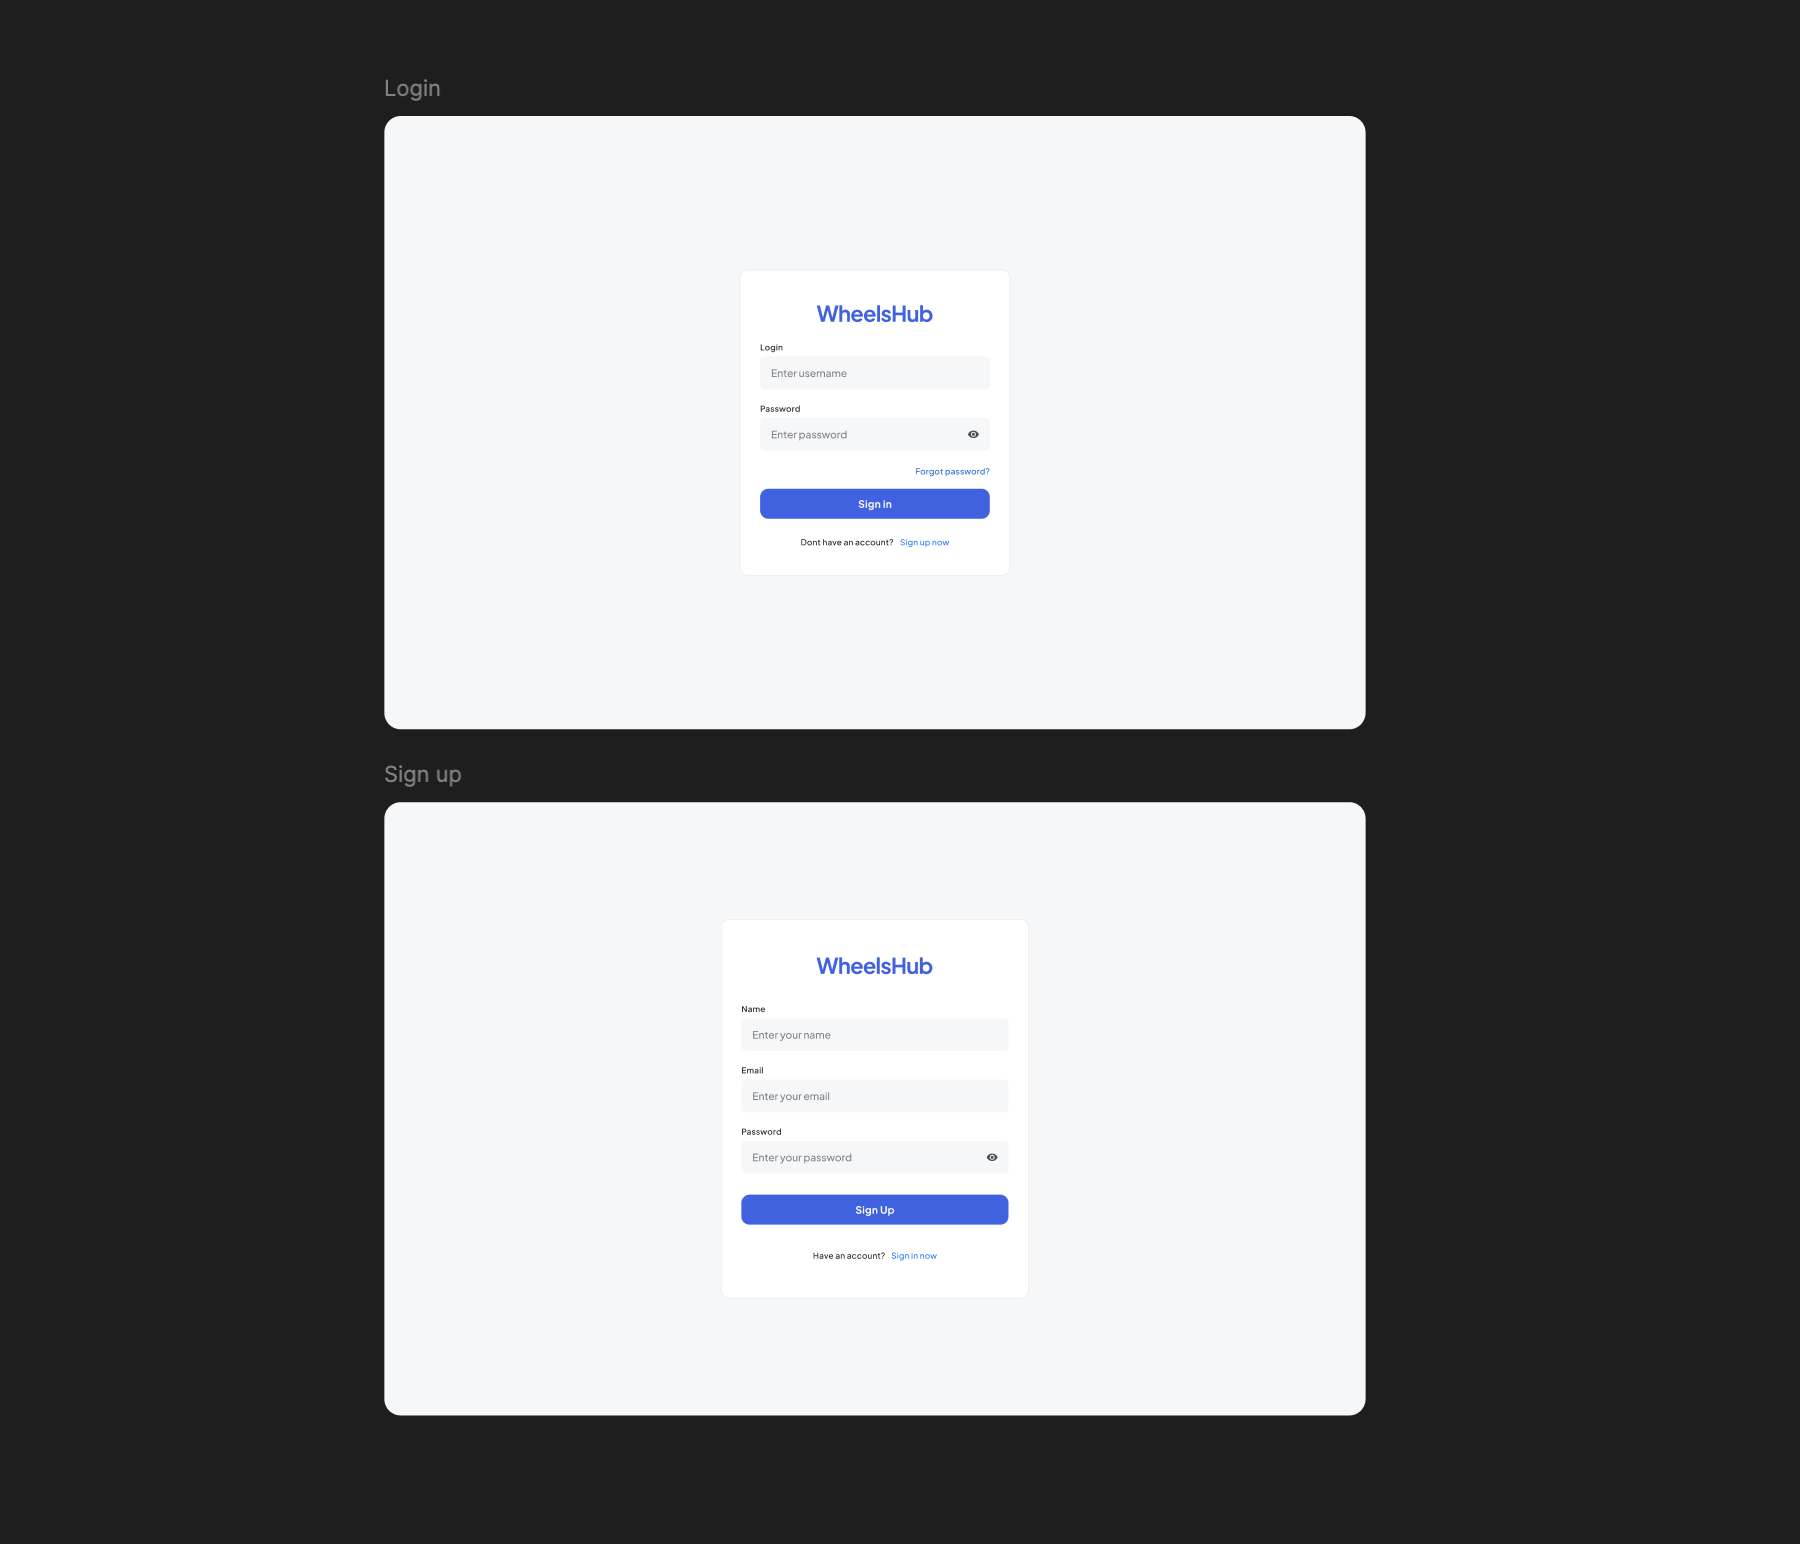 Login
WheelsHub
Login
Enter username
Password
Enter password
Forgot password?
Sign in
Dont have an account? Sign up now
Sign up
WheelsHub
Name
Enter your name
Email
Enter your email
Password
Enter your password
Sign Up
Have an account? Sign in now